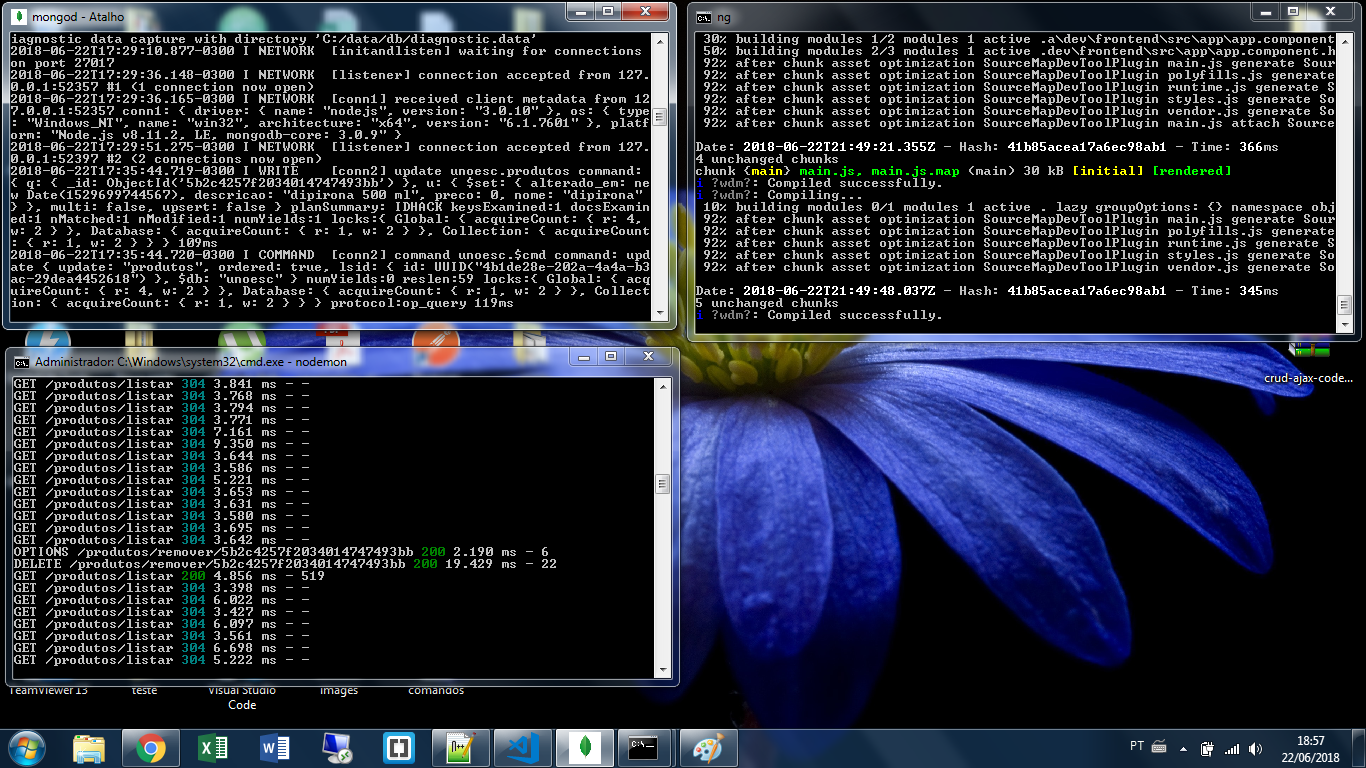 mongod - Atalho
iagnostic data capture with directory 'C:/data/db/diagnostic.data'
2018-06-22T17:29:10.877-0300 I NETWORK  [initandlisten] waiting for connections
on port 27017
2018-06-22T17:29:36.148-0300 I NETWORK  [listener] connection accepted from 127.
0.0.1:52357 #1 (1 connection now open)
2018-06-22T17:29:36.165-0300 I NETWORK  [conn1] received client metadata from 12
7.0.0.1:52357 conn1: { driver: { name: "nodejs", version: "3.0.10" }, os: { type
: "Windows_NT", name: "win32", architecture: "x64", version: "6.1.7601" }, platf
orm: "Node.js v8.11.2, LE, mongodb-core: 3.0.9" }
2018-06-22T17:29:51.275-0300 I NETWORK  [listener] connection accepted from 127.
0.0.1:52397 #2 (2 connections now open)
2018-06-22T17:35:44.719-0300 I WRITE    [conn2] update unoesc.produtos command:
{ q: { _id: ObjectId('5b2c4257f2034014747493bb') }, u: { $set: { alterado_em: ne
w Date(1529699744567), descricao: "dipirona 500 ml", preco: 0, nome: "dipirona"
} }, multi: false, upsert: false } planSummary: IDHACK keysExamined:1 docsExamin
ed:1 nMatched:1 nModified:1 numYields:1 locks:{ Global: { acquireCount: { r: 4,
w: 2 } }, Database: { acquireCount: { r: 1, w: 2 } }, Collection: { acquireCount
: { r: 1, w: 2 } } } 109ms
2018-06-22T17:35:44.720-0300 I COMMAND  [conn2] command unoesc.$cmd command: upd
ate { update: "produtos", ordered: true, lsid: { id: UUID("4b1de28e-202a-4a4a-b3
ac-29dea4452618") }, $db: "unoesc" } numYields:0 reslen:59 locks:{ Global: { acq
uireCount: { r: 4, w: 2 } }, Database: { acquireCount: { r: 1, w: 2 } }, Collect
ion: { acquireCount: { r: 1, w: 2 } } } protocol:op_query 119ms
ng
30% building modules 1/2 modules 1 active .a\dev\frontend\src\app\app.component
50% building modules 2/3 modules 1 active .dev\frontend\src\app\app.component.h
92% after chunk asset optimization SourceMapDevToolPlugin main.js generate Sour
92% after chunk asset optimization SourceMapDevToolPlugin polyfills.js generate
92% after chunk asset optimization SourceMapDevToolPlugin runtime.js generate S
92% after chunk asset optimization SourceMapDevToolPlugin styles.js generate So
92% after chunk asset optimization SourceMapDevToolPlugin vendor.js generate So
92% after chunk asset optimization SourceMapDevToolPlugin main.js attach Source
Date: 2018-06-22T21:49:21.355Z - Hash: 41b85acea17a6ec98ab1 - Time: 366ms
4 unchanged chunks
chunk {main} main.js, main.js.map (main) 30 kB [initial] [rendered]
i ?wdm?: Compiled successfully.
i ?wdm?: Compiling...
10% building modules 0/1 modules 1 active . lazy groupOptions: {} namespace obj
92% after chunk asset optimization SourceMapDevToolPlugin main.js generate Sour
92% after chunk asset optimization SourceMapDevToolPlugin polyfills.js generate
92% after chunk asset optimization SourceMapDevToolPlugin runtime.js generate S
92% after chunk asset optimization SourceMapDevToolPlugin styles.js generate So
92% after chunk asset optimization SourceMapDevToolPlugin vendor.js generate So
Date: 2018-06-22T21:49:48.037Z - Hash: 41b85acea17a6ec98ab1 - Time: 345ms
5 unchanged chunks
i ?wdm?: Compiled successfully.
Administrador: C:\Windows\system32\cmd.exe - nodemon
GET /produtos/listar 304 3.841 ms - -
GET /produtos/listar 304 3.768 ms - -
GET /produtos/listar 304 3.794 ms - -
GET /produtos/listar 304 3.771 ms - -
GET /produtos/listar 304 7.161 ms - -
GET /produtos/listar 304 9.350 ms - -
GET /produtos/listar 304 3.644 ms - -
GET /produtos/listar 304 3.586 ms - -
GET /produtos/listar 304 5.221 ms - -
GET /produtos/listar 304 3.653 ms - -
GET /produtos/listar 304 3.631 ms - -
GET /produtos/listar 304 3.580 ms - -
GET /produtos/listar 304 3.695 ms - -
GET /produtos/listar 304 3.642 ms - -
OPTIONS /produtos/remover/5b2c4257f2034014747493bb 200 2.190 ms - 6
DELETE /produtos/remover/5b2c4257f2034014747493bb 200 19.429 ms - 22
GET /produtos/listar 200 4.856 ms - 519
GET /produtos/listar 304 3.398 ms - -
GET /produtos/listar 304 6.022 ms - -
GET /produtos/listar 304 3.427 ms - -
GET /produtos/listar 304 6.097 ms - -
GET /produtos/listar 304 3.561 ms - -
GET /produtos/listar 304 6.698 ms - -
GET /produtos/listar 304 5.222 ms - -
crud-ajax-code...
TeamViewer 13
teste
Visual Studio
Code
images
comandos
PT
18:57
22/06/2018